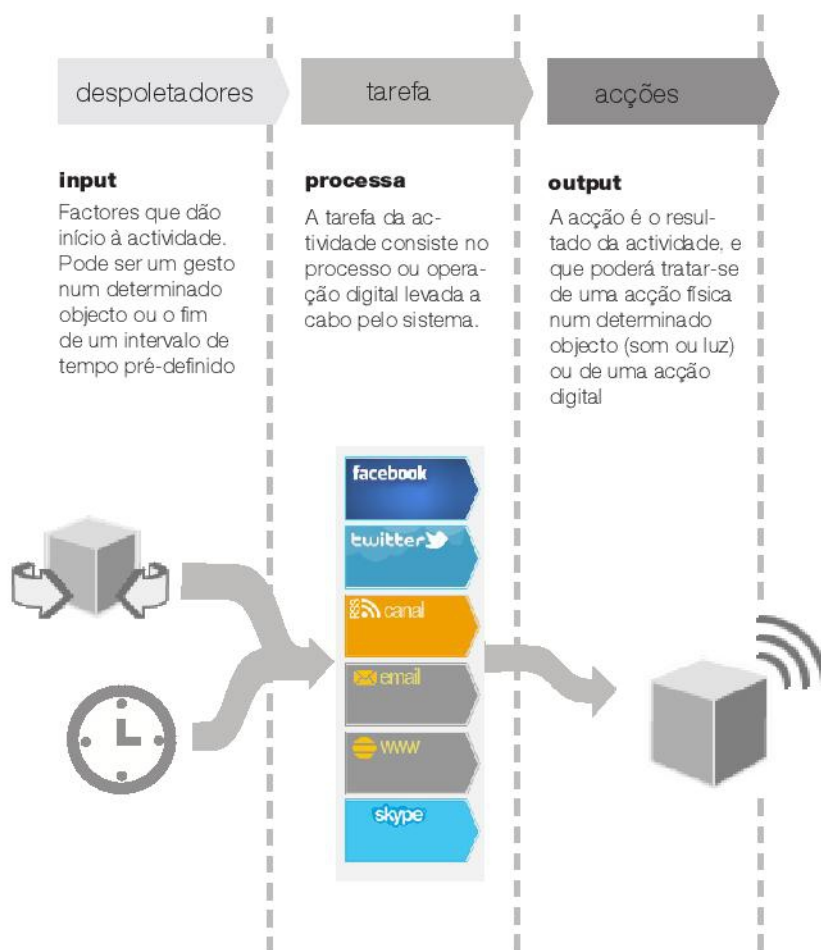 despoletadores
tarefa
acções
input
Factores que dão
início à actividade.
Pode ser um gesto
num determinado
objecto ou o fim
de um intervalo de
tempo pré-definido
processa
A tarefa da ac-
tividade consiste no
processo ou opera-
ção digital levada a
cabo pelo sistema.
output
A acção é o resul-
tado da actividade, e
que poderá tratar-se
de uma acção física
num determinado
objecto (som ou luz)
ou de uma acção
digital
facebook
twitter
RSS canal
email
www
skype